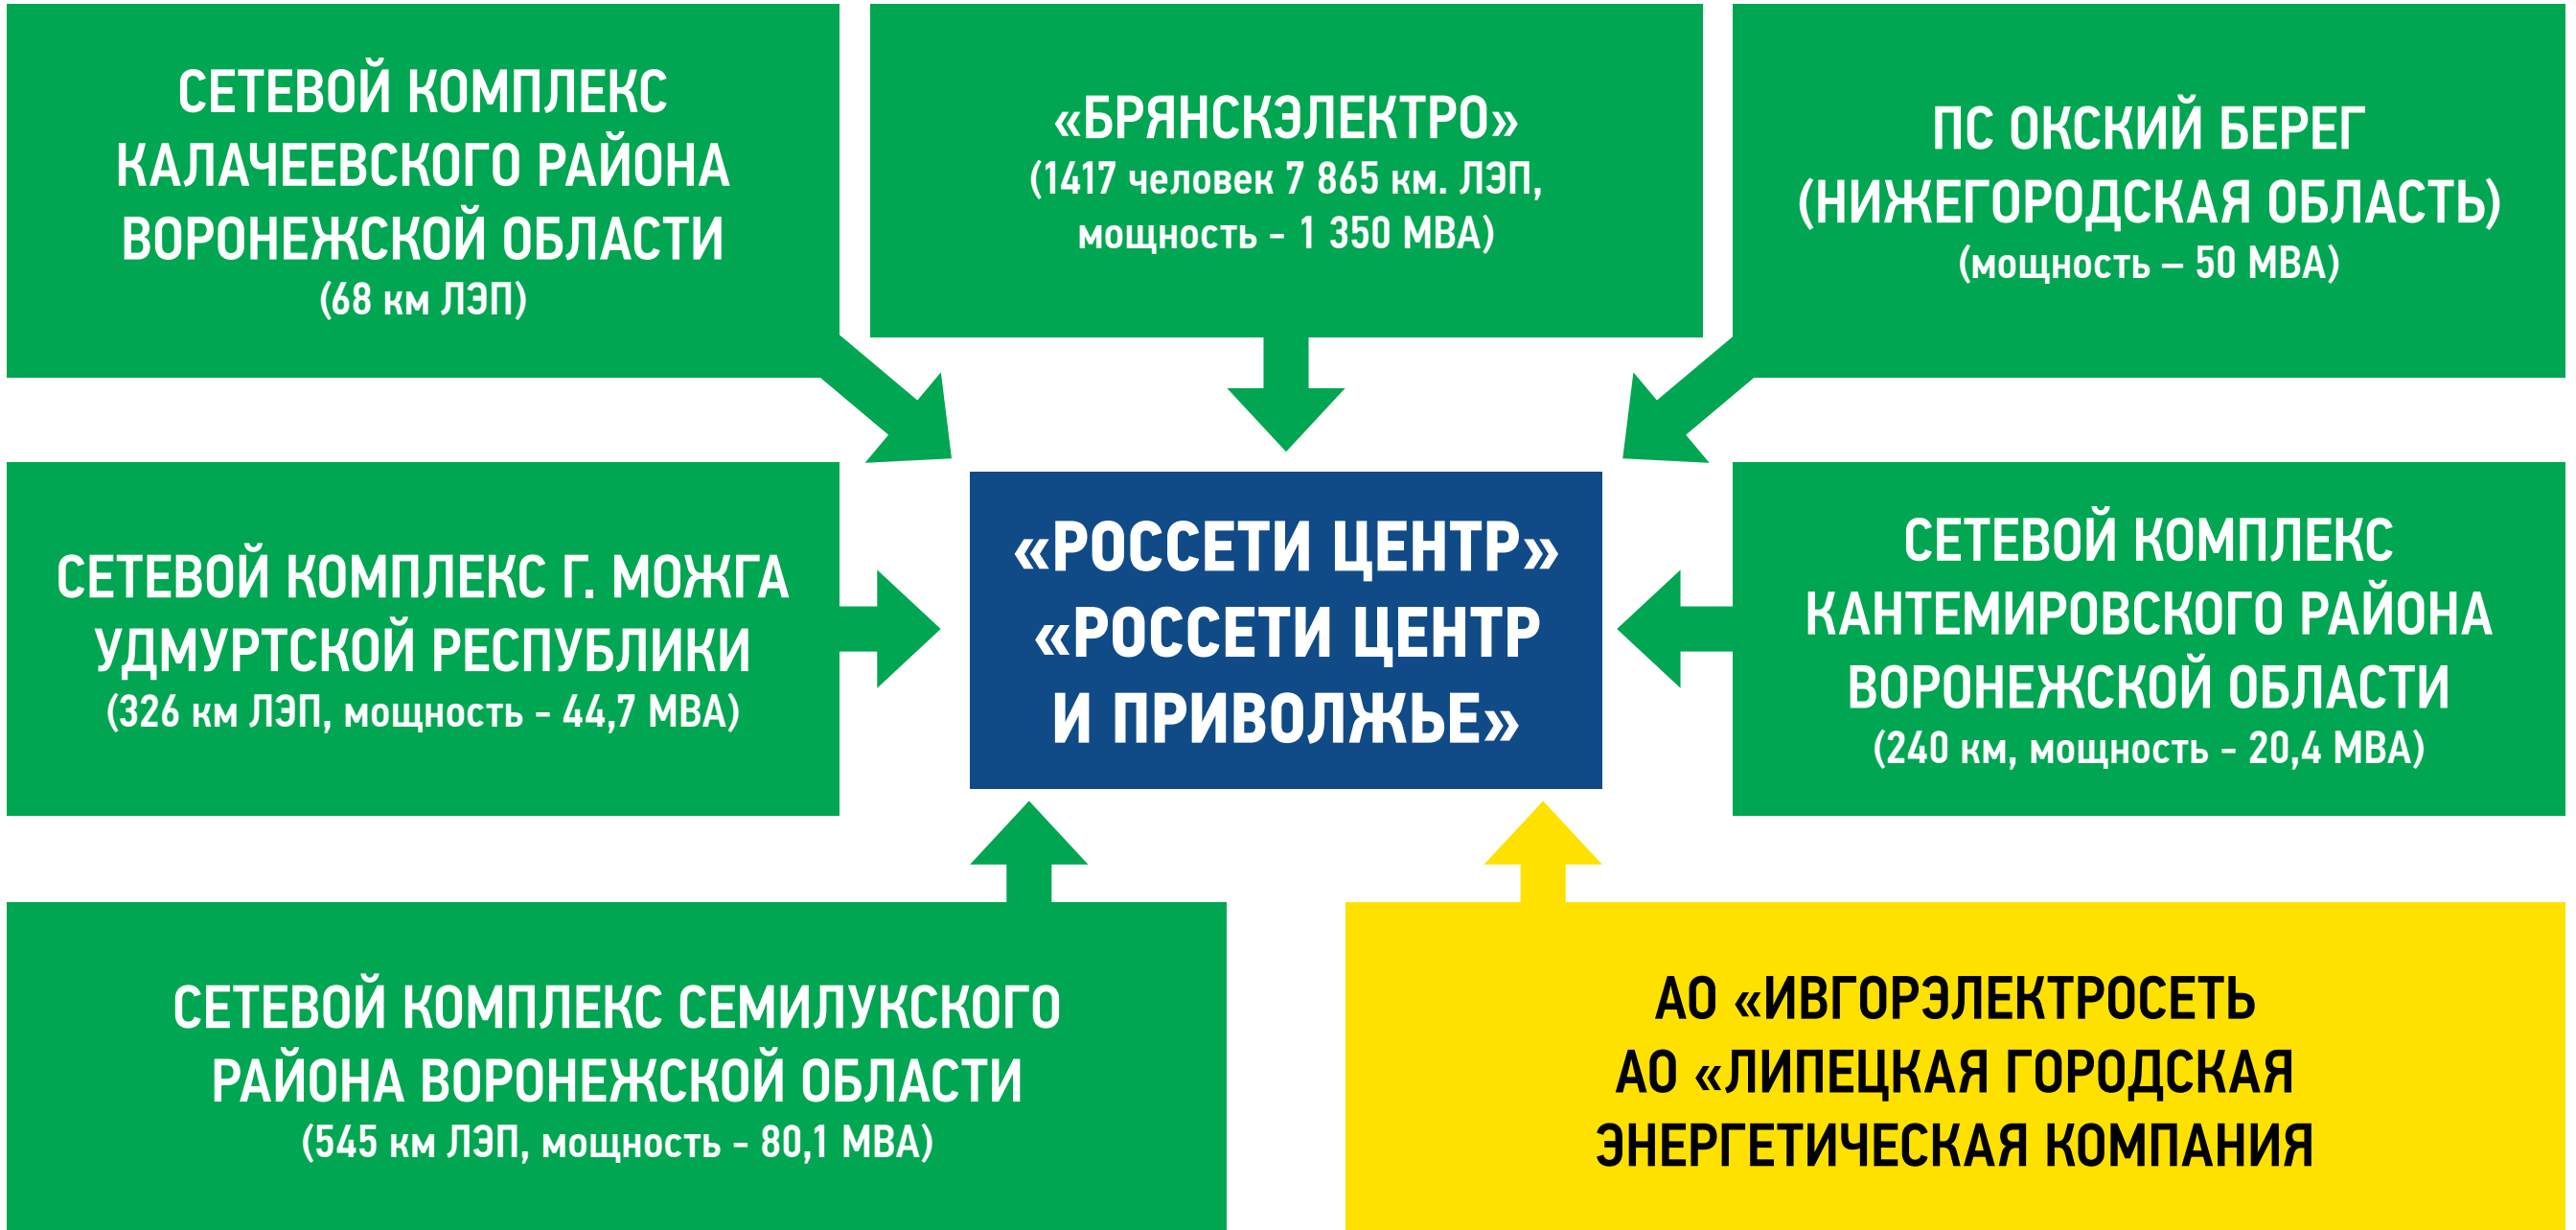 СЕТЕВОЙ КОМПЛЕКС
КАЛАЧЕЕВСКОГО РАЙОНА
ВОРОНЕЖСКОЙ ОБЛАСТИ
(68 км ЛЭП)
«БРЯНСКЭЛЕКТРО»
(1417 человек 7 865 км. ЛЭП,
мощность - 1 350 МВА)
ПС ОКСКИЙ БЕРЕГ
(НИЖЕГОРОДСКАЯ ОБЛАСТЬ)
(мощность – 50 МВА)
СЕТЕВОЙ КОМПЛЕКС Г. МОЖГА
УДМУРТСКОЙ РЕСПУБЛИКИ
(326 км ЛЭП, мощность - 44,7 МВА)
«РОССЕТИ ЦЕНТР»
«РОССЕТИ ЦЕНТР
И ПРИВОЛЖЬЕ»
СЕТЕВОЙ КОМПЛЕКС
КАНТЕМИРОВСКОГО РАЙОНА
ВОРОНЕЖСКОЙ ОБЛАСТИ
(240 км, мощность - 20,4 МВА)
СЕТЕВОЙ КОМПЛЕКС СЕМИЛУКСКОГО
РАЙОНА ВОРОНЕЖСКОЙ ОБЛАСТИ
(545 км ЛЭП, мощность - 80,1 МВА)
АО «ИВГОРЭЛЕКТРОСЕТЬ
АО «ЛИПЕЦКАЯ ГОРОДСКАЯ
ЭНЕРГЕТИЧЕСКАЯ КОМПАНИЯ